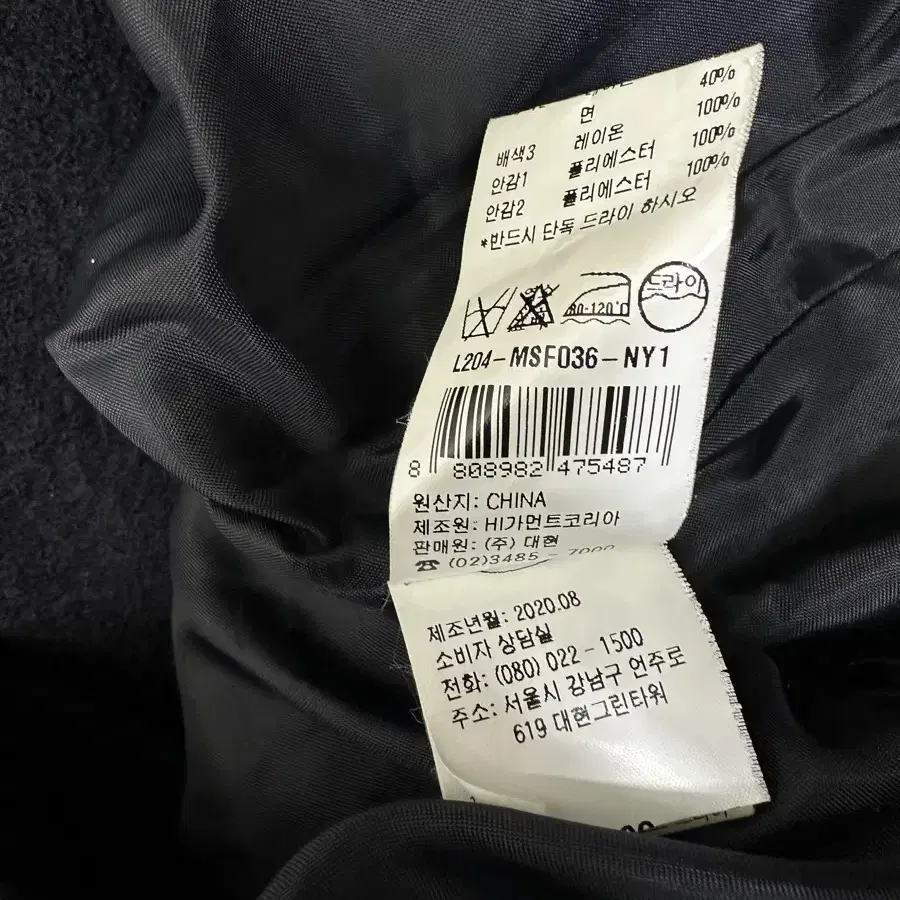 40%
면 100%
배색3 레이온 100%
안감1 폴리에스터 100%
안감2 폴리에스터
*반드시 단독 드라이 하시오
80-120°C 드라이
L204-MSF036-NY1
8 808982 475487
원산지: CHINA
제조원: HI가먼트코리아
판매원: (주) 대현
☎ (02)3485-7000
제조년월: 2020.08
소비자 상담실
전화: (080) 022-1500
주소: 서울시 강남구 언주로
619 대현그린타워